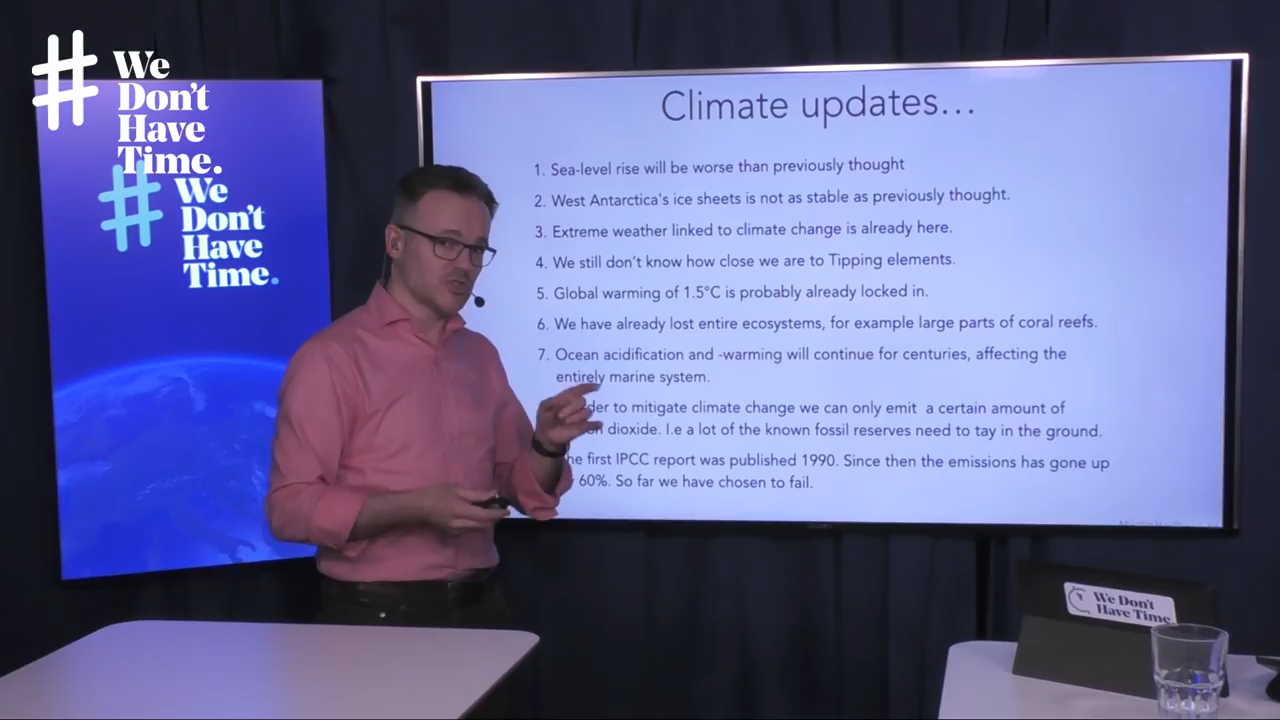 # We
Don't
Have
Time.
# We
Don't
Have
Time.
Climate updates...
1. Sea-level rise will be worse than previously thought
2. West Antarctica's ice sheets is not as stable as previously thought.
3. Extreme weather linked to climate change is already here.
4. We still don't know how close we are to Tipping elements.
5. Global warming of 1.5°C is probably already locked in.
6. We have already lost entire ecosystems, for example large parts of coral reefs.
7. Ocean acidification and -warming will continue for centuries, affecting the
entirely marine system.
to mitigate climate change we can only emit a certain amount of
dioxide. I.e a lot of the known fossil reserves need to tay in the ground.
first IPCC report was published 1990. Since then the emissions has gone up
60%. So far we have chosen to fail.
We Don't
Have Time